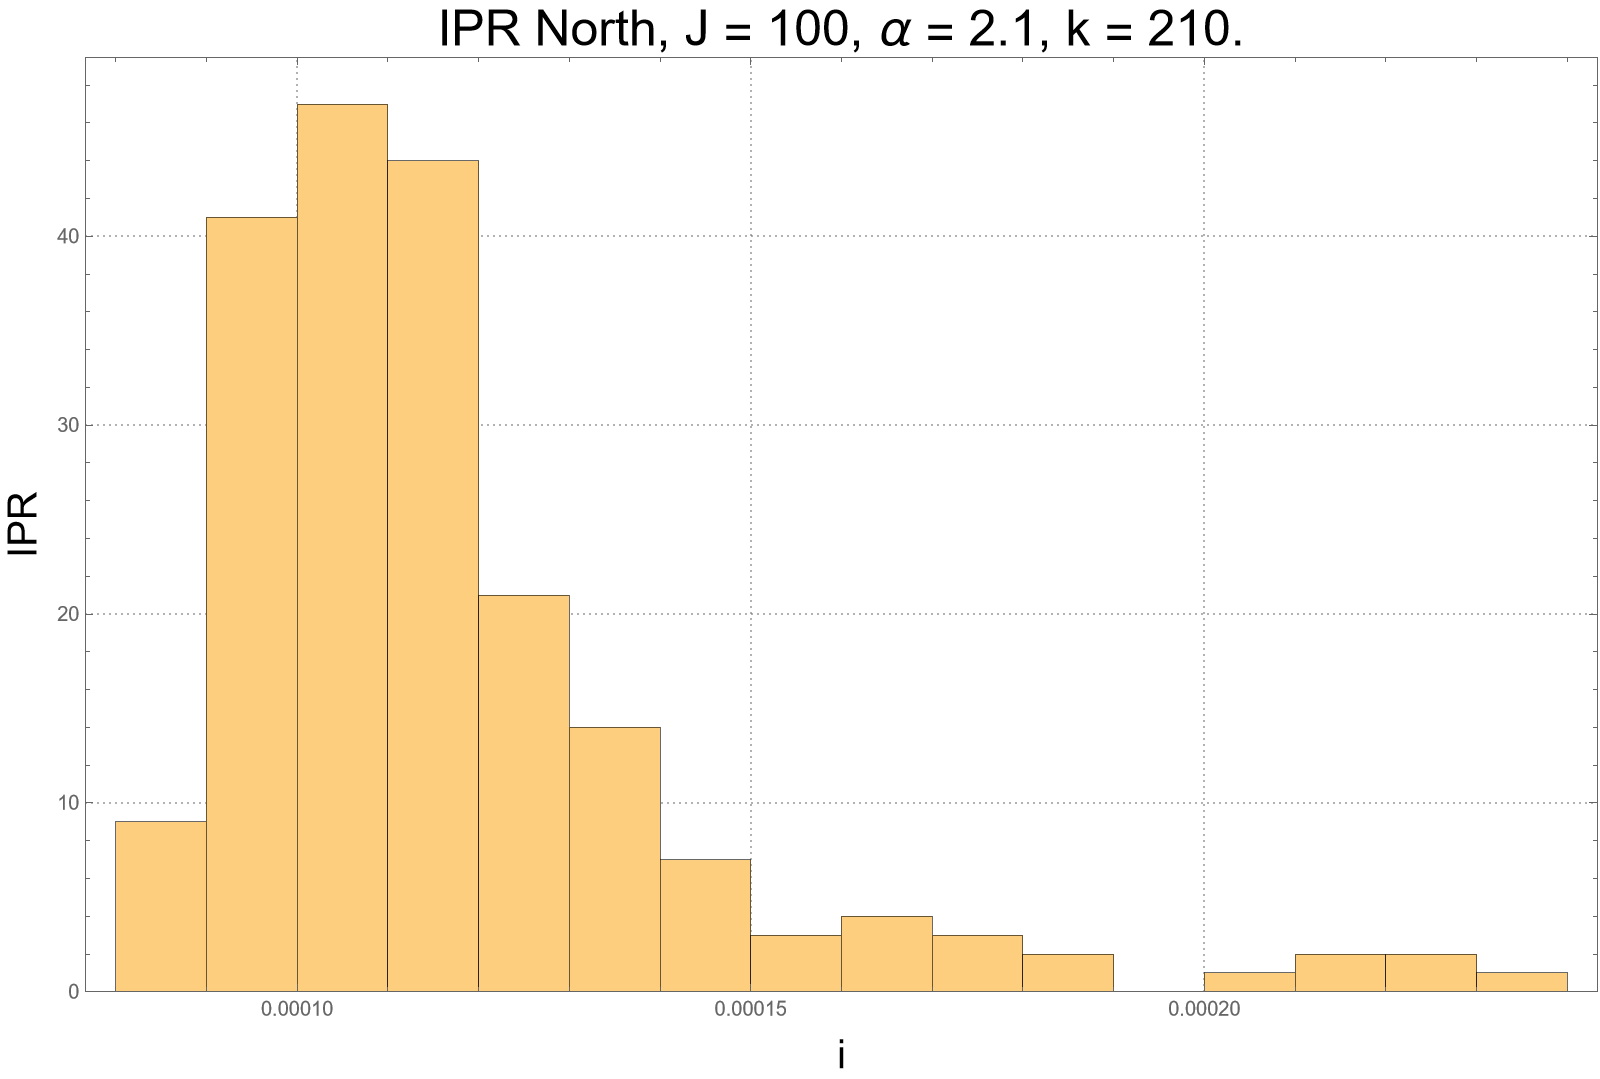 IPR North, J = 100, α = 2.1, k = 210.
IPR
40
30
20
10
0
0.00010
0.00015
0.00020
i